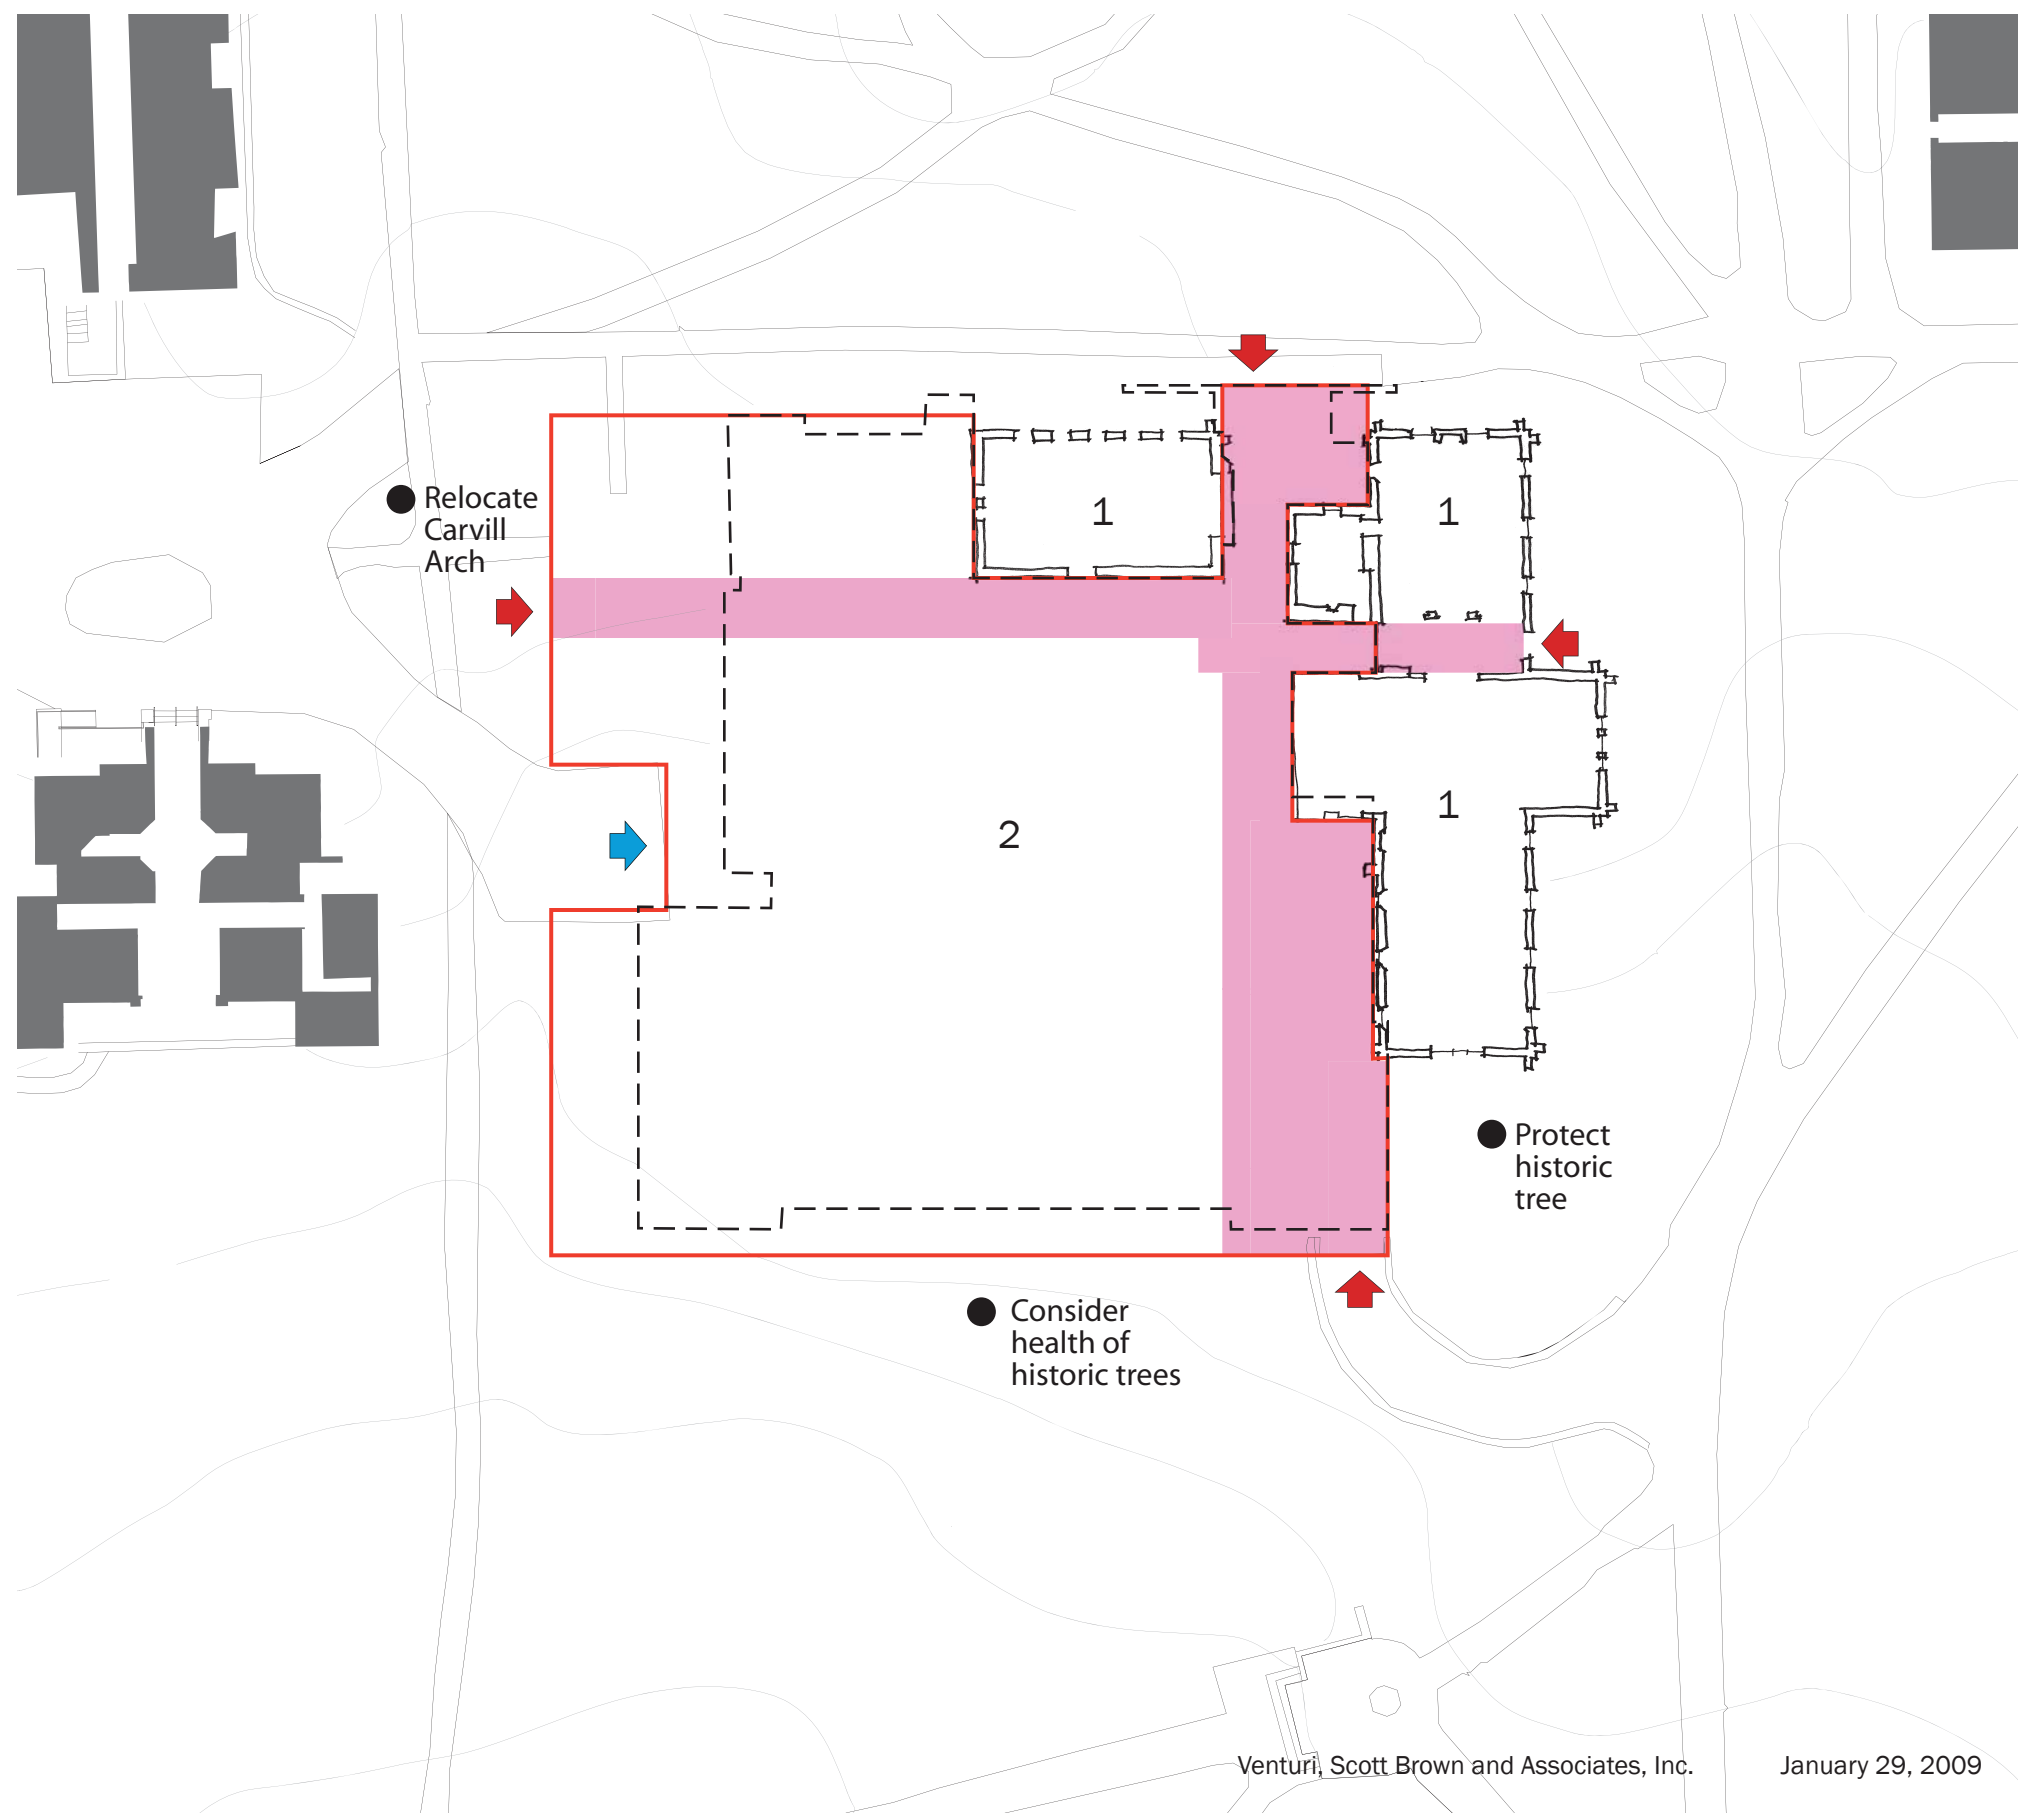 1
1
Relocate
Carvill
Arch
2
1
Protect
historic
tree
Consider
health of
historic trees
Venturi, Scott Brown and Associates, Inc.
January 29, 2009